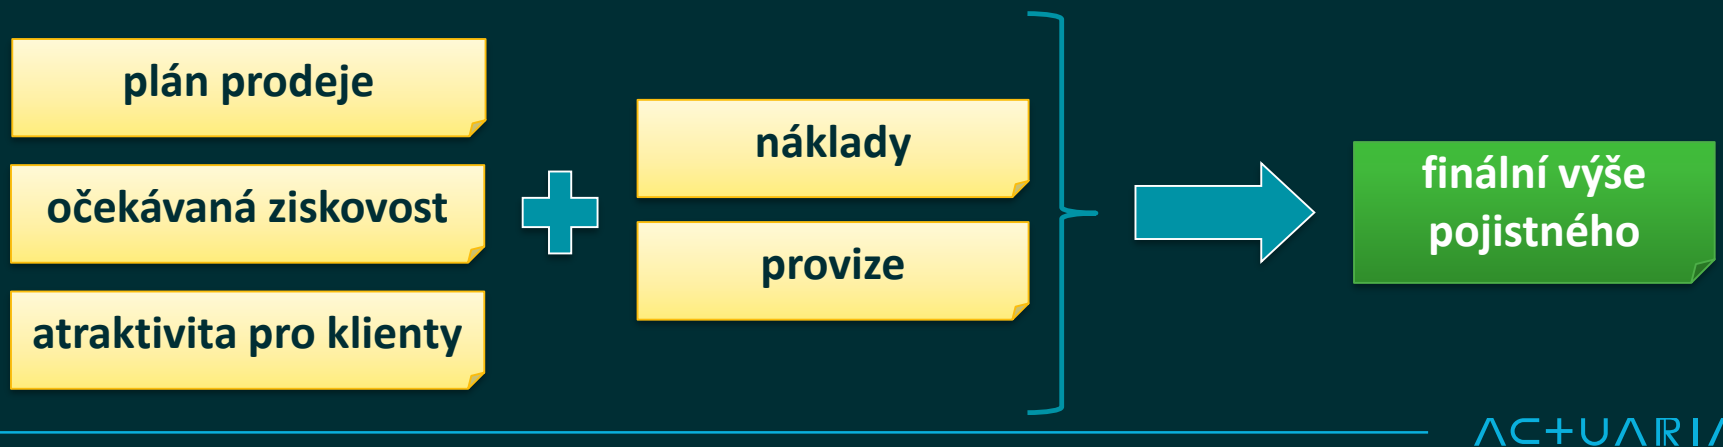 plán prodeje
očekávaná ziskovost
atraktivita pro klienty
náklady
provize
finální výše
pojistného
ACTUARIA